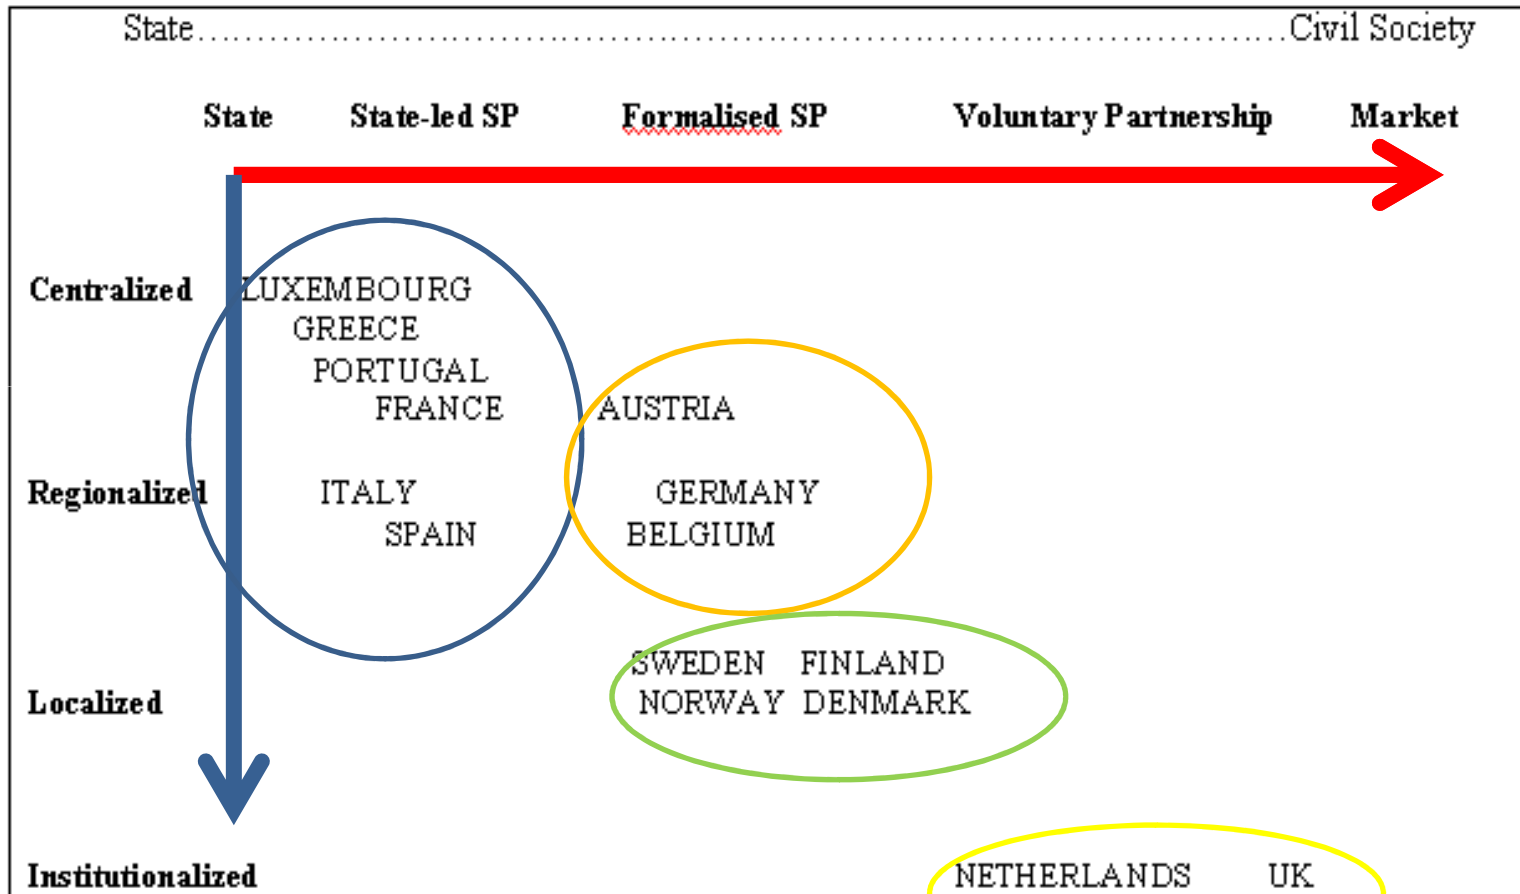 State……………………………………………………………………………Civil Society
State State-led SP Formalised SP Voluntary Partnership Market
Centralized LUXEMBOURG
GREECE
PORTUGAL
FRANCE AUSTRIA
Regionalized ITALY GERMANY
SPAIN BELGIUM
SWEDEN FINLAND
Localized NORWAY DENMARK
Institutionalized NETHERLANDS UK